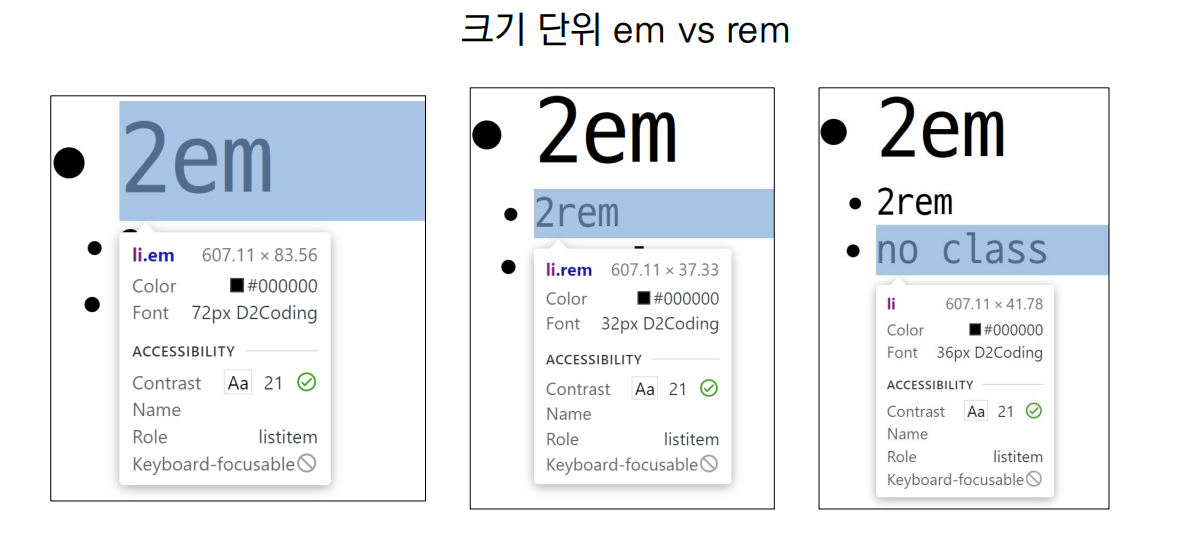 크기 단위 em vs rem
2em
li.em 607.11 × 83.56
Color #000000
Font 72px D2Coding
ACCESSIBILITY
Contrast Aa 21
Name
Role listitem
Keyboard-focusable
2em
2rem
li.rem 607.11 × 37.33
Color #000000
Font 32px D2Coding
ACCESSIBILITY
Contrast Aa 21
Name
Role listitem
Keyboard-focusable
2em
2rem
no class
li 607.11 × 41.78
Color #000000
Font 36px D2Coding
ACCESSIBILITY
Contrast Aa 21
Name
Role listitem
Keyboard-focusable